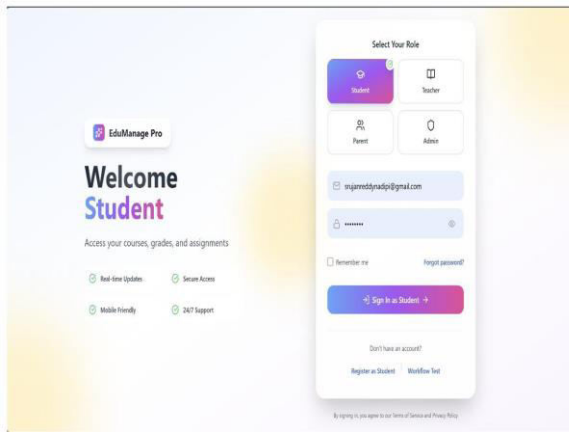 EduManage Pro
Welcome
Student
Access your courses, grades, and assignments
Real-time Updates
Secure Access
Mobile Friendly
24/7 Support
Select Your Role
Student
Teacher
Parent
Admin
srujanreddynadipi@gmail.com
••••••••
Remember me
Forgot password?
Sign In as Student →
Don't have an account?
Register as Student
Workflow Test
By signing in, you agree to our Terms of Service and Privacy Policy